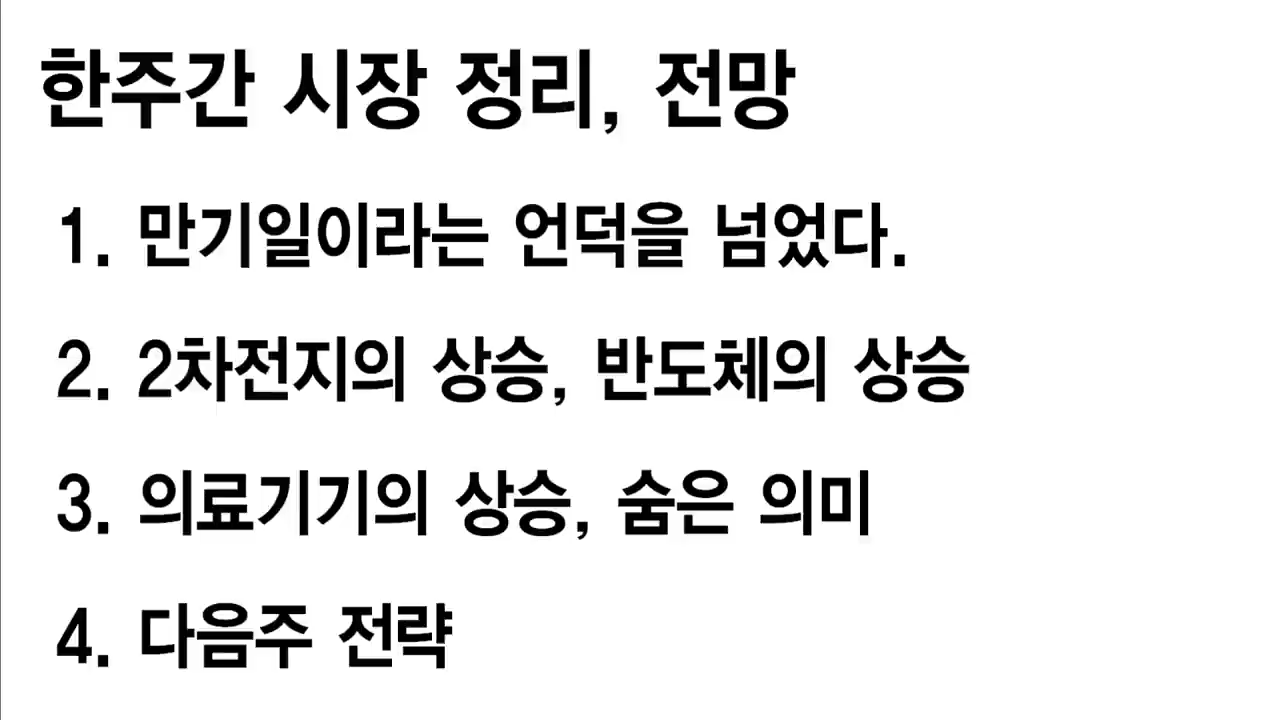 한주간 시장 정리, 전망
1. 만기일이라는 언덕을 넘었다.
2. 2차전지의 상승, 반도체의 상승
3. 의료기기의 상승, 숨은 의미
4. 다음주 전략